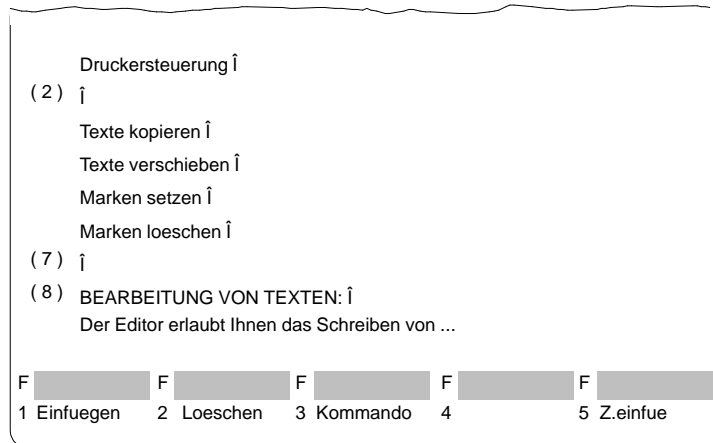 Druckersteuerung Î
( 2 ) Î
Texte kopieren Î
Texte verschieben Î
Marken setzen Î
Marken loeschen Î
( 7 ) Î
( 8 ) BEARBEITUNG VON TEXTEN: Î
Der Editor erlaubt Ihnen das Schreiben von ...
F F F F F
1 Einfuegen 2 Loeschen 3 Kommando 4 5 Z.einfue